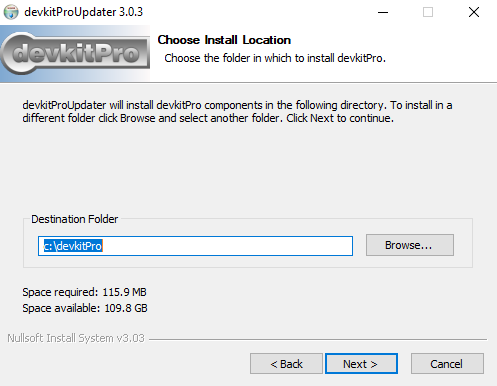 devkitProUpdater 3.0.3
devkitPro
Choose Install Location
Choose the folder in which to install devkitPro.
devkitProUpdater will install devkitPro components in the following directory. To install in a
different folder click Browse and select another folder. Click Next to continue.
Destination Folder
c:\devkitPro
Browse...
Space required: 115.9 MB
Space available: 109.8 GB
Nullsoft Install System v3.03
< Back
Next >
Cancel